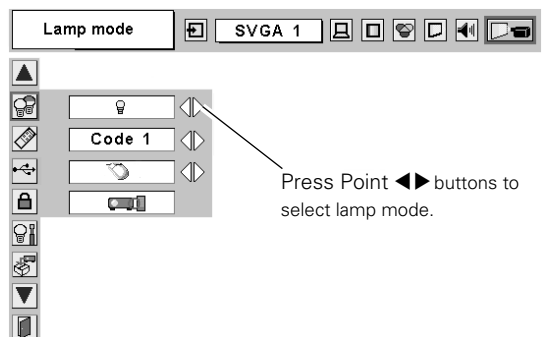 Lamp mode
SVGA 1
Code 1
Press Point ◀▶ buttons to
select lamp mode.